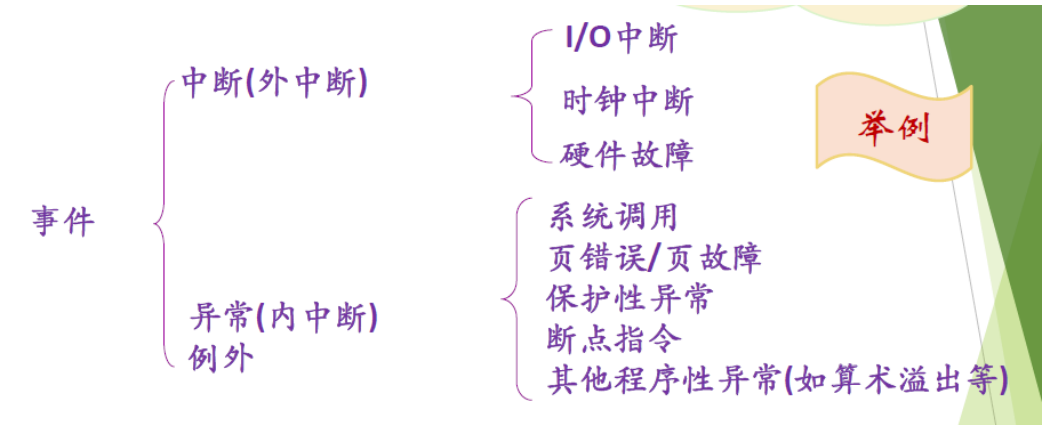 事件
中断(外中断)
I/O中断
时钟中断
硬件故障
异常(内中断)
例外
系统调用
页错误/页故障
保护性异常
断点指令
其他程序性异常(如算术溢出等)
举例